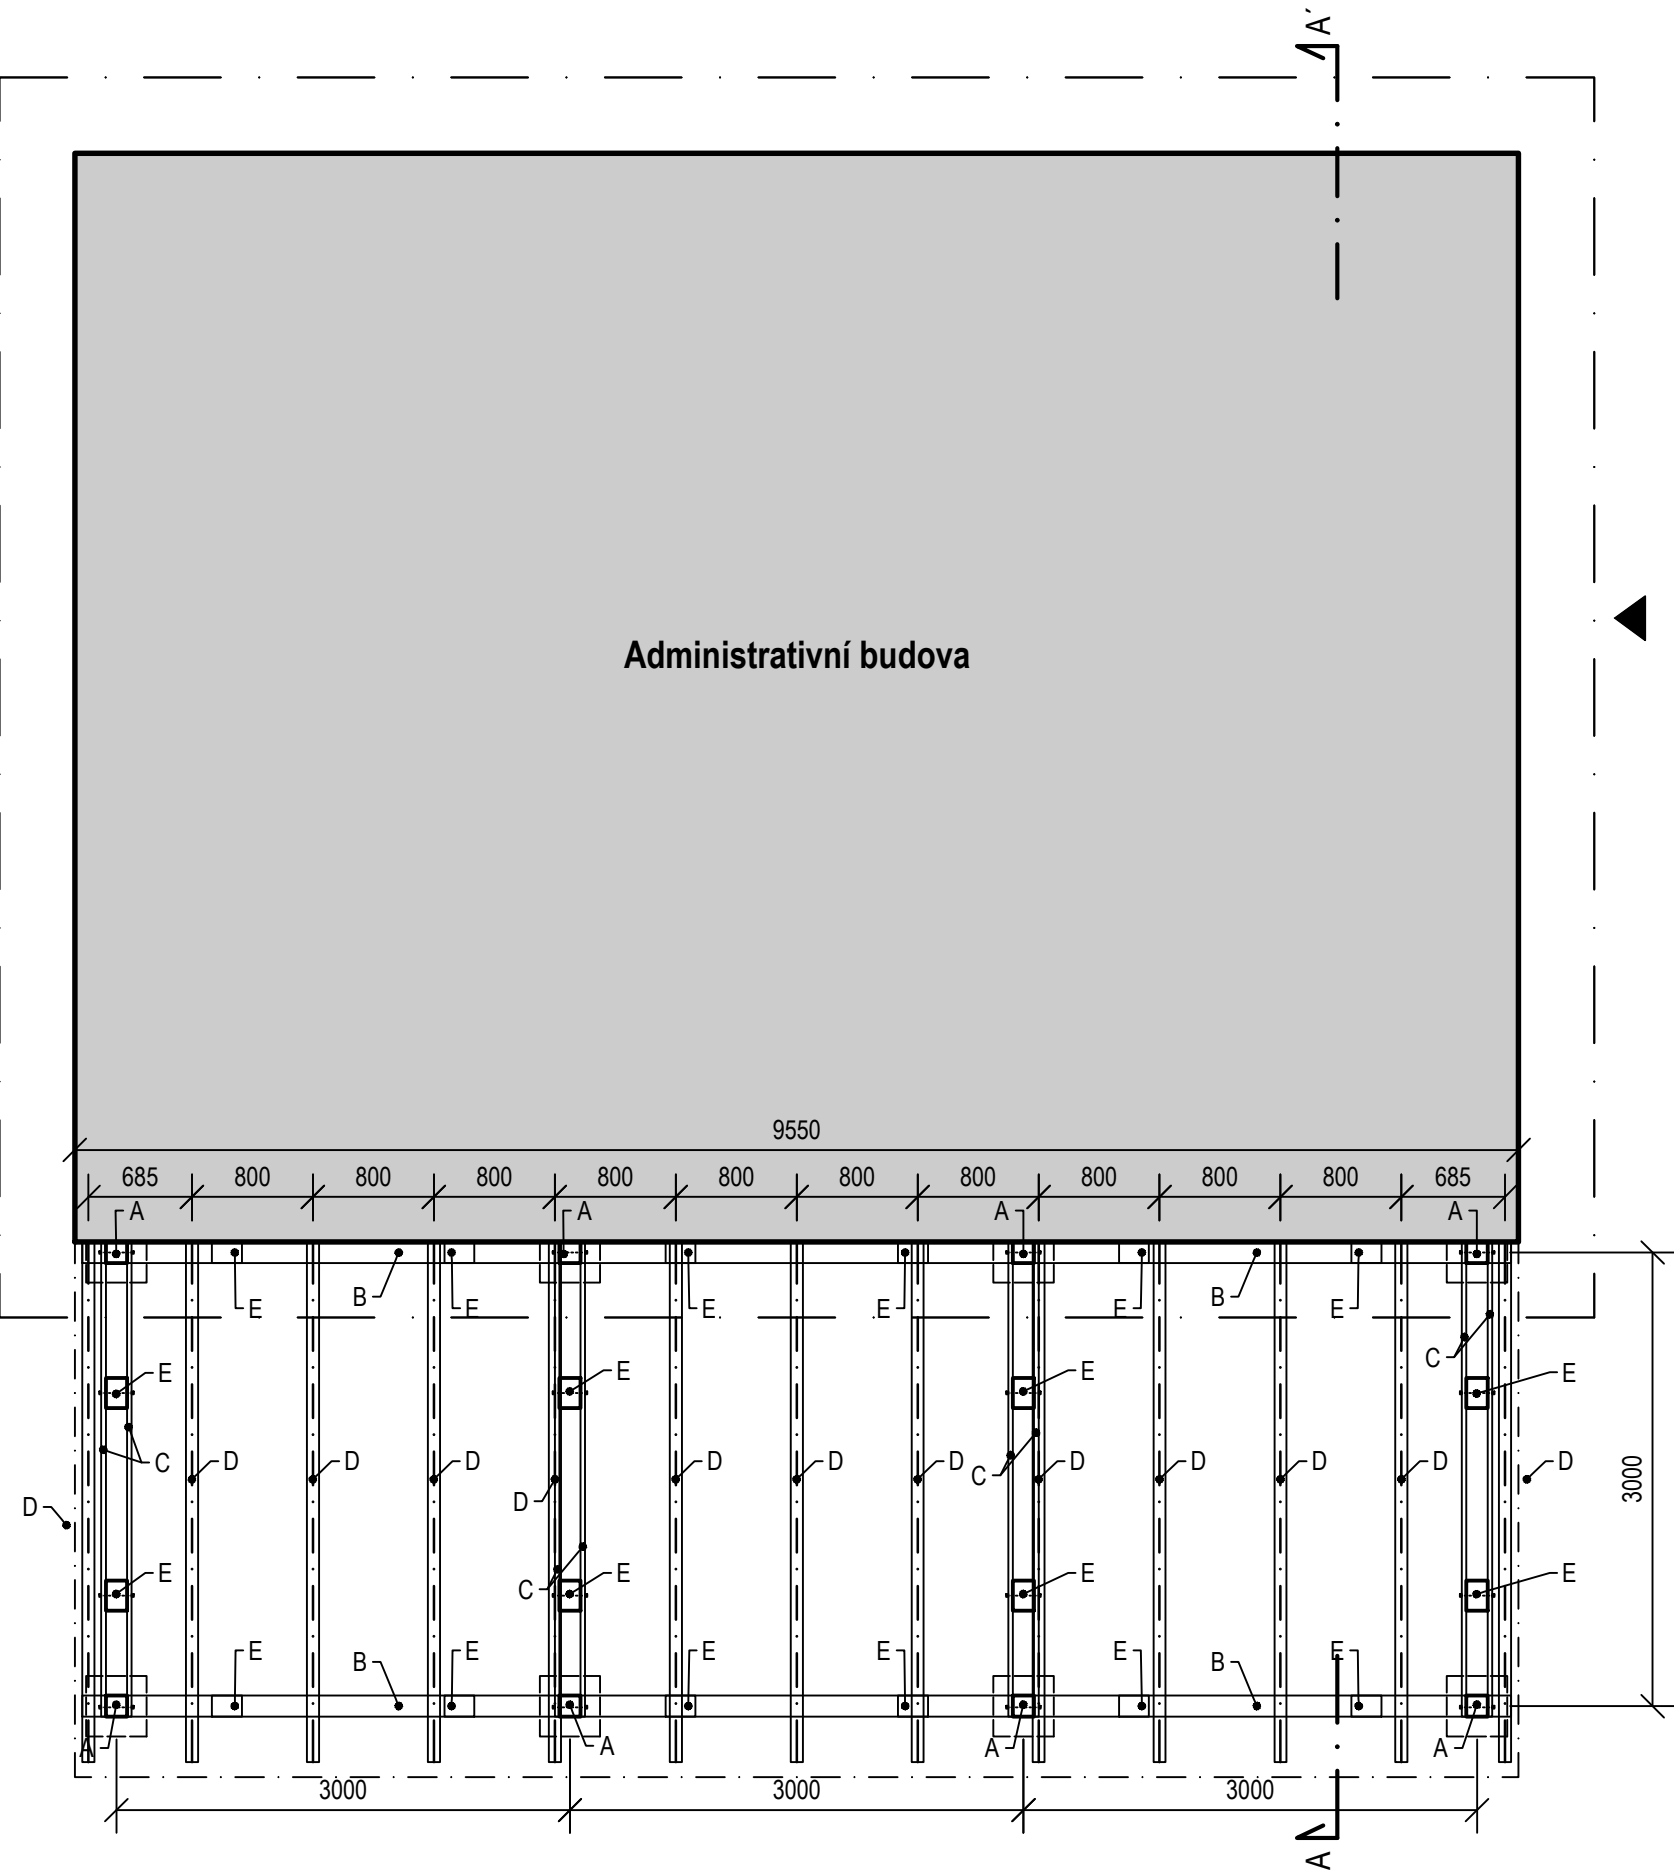 A'
Administrativní budova
9550
685 800 800 800 800 800 800 800 800 800 800 685
A A A A
E B E E E E B E
E E E E
C
C D D D D D C D D D D D
D D
3000
E E E E
C
E B E E E E B E
A A A A
3000 3000 3000
A